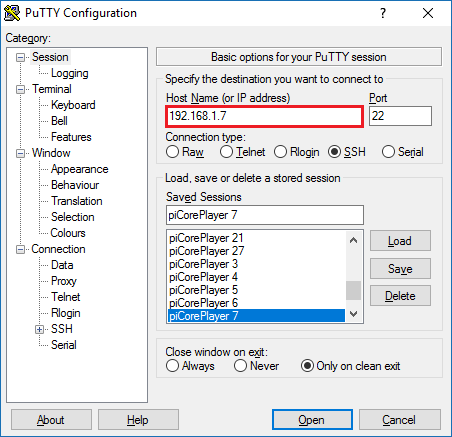 PuTTY Configuration
?
Category:
Session
Logging
Terminal
Keyboard
Bell
Features
Window
Appearance
Behaviour
Translation
Selection
Colours
Connection
Data
Proxy
Telnet
Rlogin
SSH
Serial
Basic options for your PuTTY session
Specify the destination you want to connect to
Host Name (or IP address) Port
192.168.1.7 22
Connection type:
Raw Telnet Rlogin SSH Serial
Load, save or delete a stored session
Saved Sessions
piCorePlayer 7
piCorePlayer 21
piCorePlayer 27
piCorePlayer 3
piCorePlayer 4
piCorePlayer 5
piCorePlayer 6
piCorePlayer 7
Load
Save
Delete
Close window on exit:
Always Never Only on clean exit
About Help Open Cancel